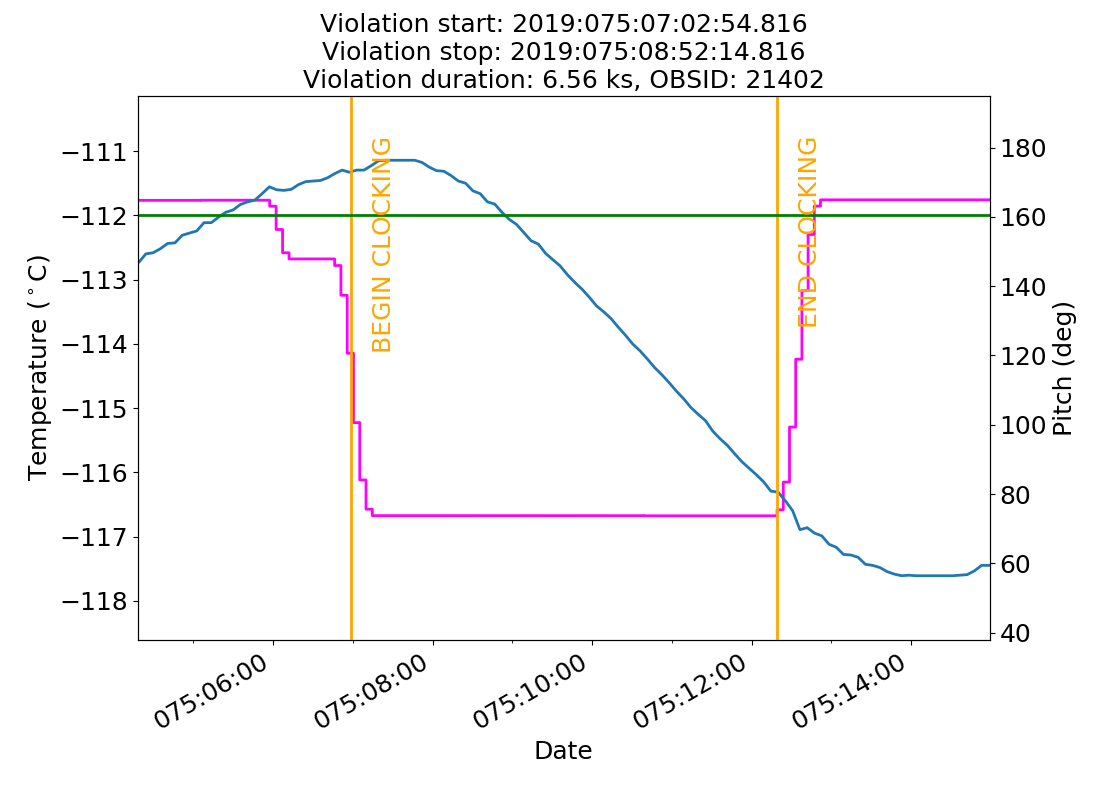 Violation start: 2019:075:07:02:54.816
Violation stop: 2019:075:08:52:14.816
Violation duration: 6.56 ks, OBSID: 21402
−111
−112
−113
−114
−115
−116
−117
−118
Temperature (°C)
BEGIN CLOCKING
END CLOCKING
180
160
140
120
100
80
60
40
Pitch (deg)
075:06:00
075:08:00
075:10:00
075:12:00
075:14:00
Date